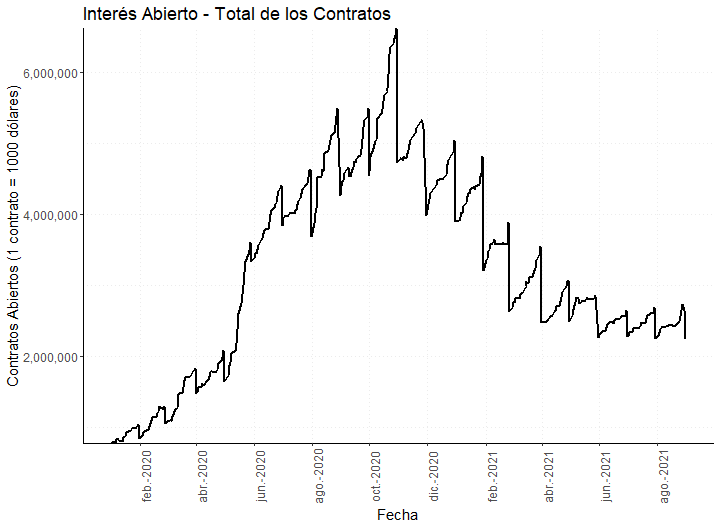 Interés Abierto - Total de los Contratos
Contratos Abiertos (1 contrato = 1000 dólares)
6,000,000
4,000,000
2,000,000
feb.-2020
abr.-2020
jun.-2020
ago.-2020
oct.-2020
dic.-2020
feb.-2021
abr.-2021
jun.-2021
ago.-2021
Fecha